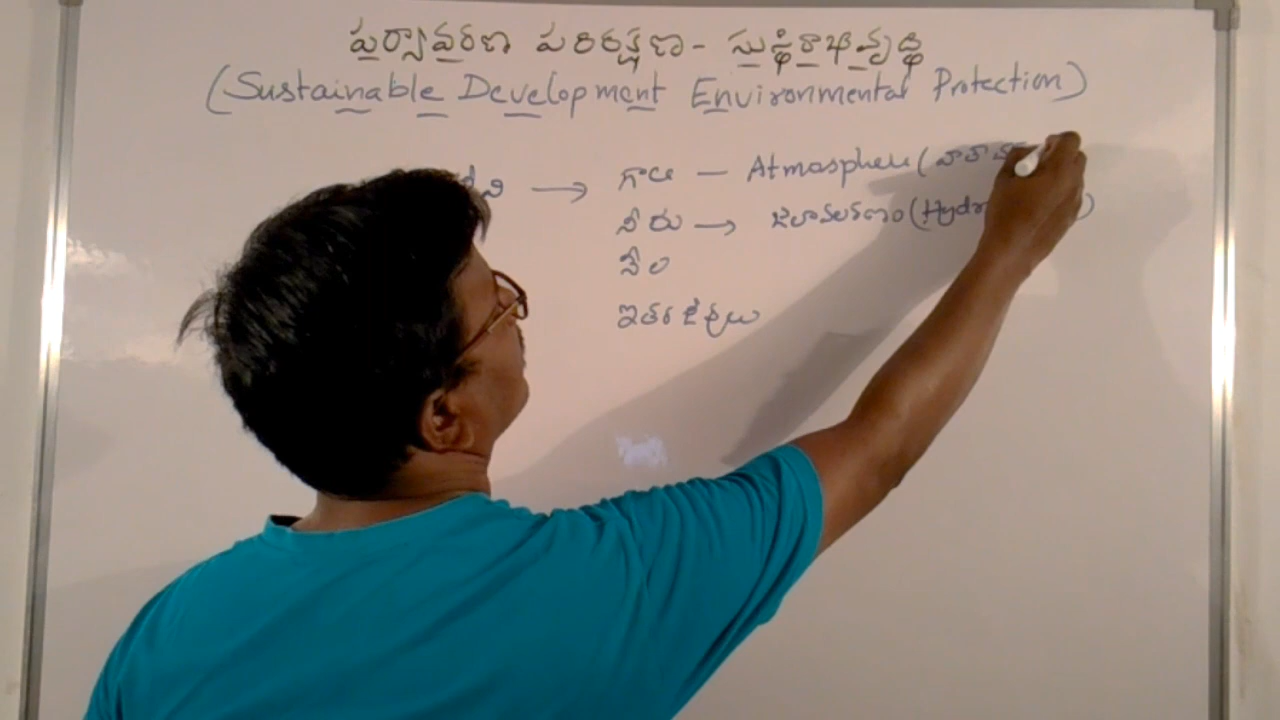 పర్యావరణ పరిరక్షణ - సుస్థిరాభివృద్ధి
(Sustainable Development Environmental Protection)
→ గాలి — Atmosphere (
నీరు → జలావరణం (
నేల
ఇతర జీవులు